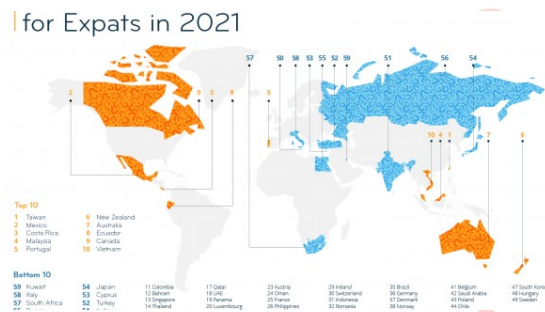 for Expats in 2021
57 50 58 53 55 52 59 51 56 54
2 9 3 8 5 10 4 1 7 6
Top 10
1 Taiwan 6 New Zealand
2 Mexico 7 Australia
3 Costa Rica 8 Ecuador
4 Malaysia 9 Canada
5 Portugal 10 Vietnam
Bottom 10
59 Kuwait 54 Japan 11 Colombia 17 Qatar 23 Austria 29 Ireland 35 Brazil 41 Belgium 47 South Kore
58 Italy 53 Cyprus 12 Bahrain 18 UAE 24 Oman 30 Switzerland 36 Germany 42 Saudi Arabia 48 Hungary
57 South Africa 52 Turkey 13 Singapore 19 Panama 25 France 31 Indonesia 37 Denmark 43 Poland 49 Sweden
14 Thailand 20 Luxembourg 26 Philippines 32 Romania 38 Norway 44 Chile